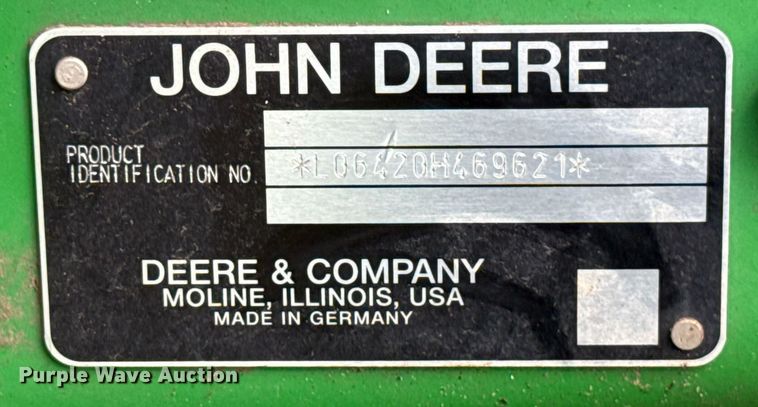 JOHN DEERE
PRODUCT
IDENTIFICATION NO.
*L06420H469621*
DEERE & COMPANY
MOLINE, ILLINOIS, USA
MADE IN GERMANY
Purple Wave Auction